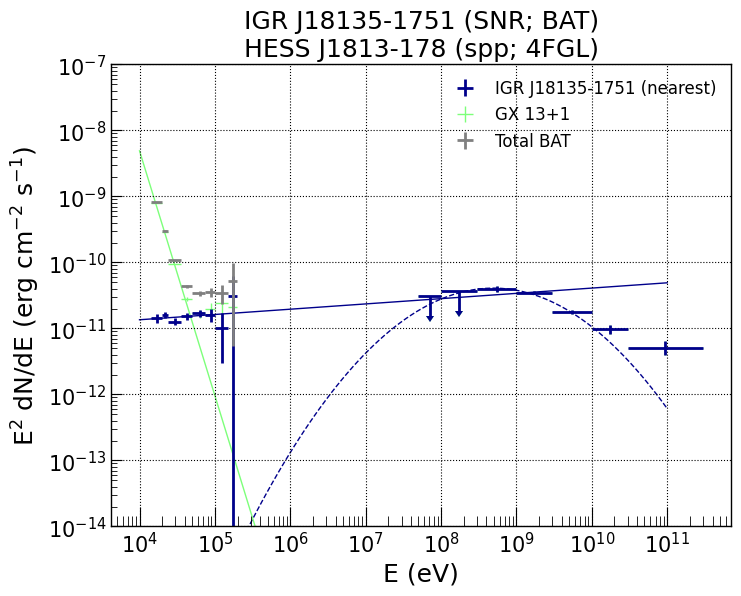 IGR J18135-1751 (SNR; BAT)
HESS J1813-178 (spp; 4FGL)
E² dN/dE (erg cm⁻² s⁻¹)
10⁻⁷
10⁻⁸
10⁻⁹
10⁻¹⁰
10⁻¹¹
10⁻¹²
10⁻¹³
10⁻¹⁴
IGR J18135-1751 (nearest)
GX 13+1
Total BAT
10⁴ 10⁵ 10⁶ 10⁷ 10⁸ 10⁹ 10¹⁰ 10¹¹
E (eV)